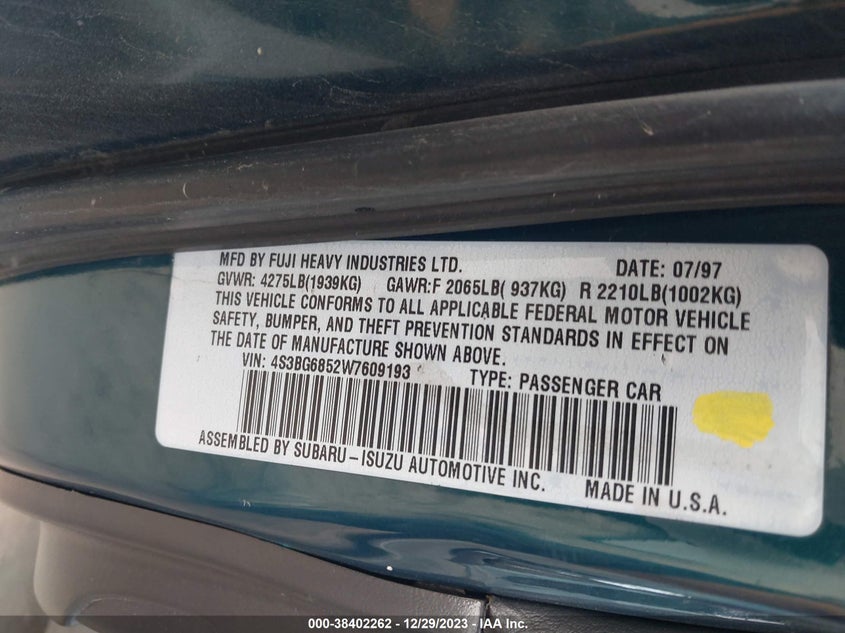 MFD BY FUJI HEAVY INDUSTRIES LTD. DATE: 07/97
GVWR: 4275LB(1939KG) GAWR:F 2065LB( 937KG) R 2210LB(1002KG)
THIS VEHICLE CONFORMS TO ALL APPLICABLE FEDERAL MOTOR VEHICLE
SAFETY, BUMPER, AND THEFT PREVENTION STANDARDS IN EFFECT ON
THE DATE OF MANUFACTURE SHOWN ABOVE.
VIN: 4S3BG6852W7609193 TYPE: PASSENGER CAR
ASSEMBLED BY SUBARU-ISUZU AUTOMOTIVE INC. MADE IN U.S.A.
000-38402262 - 12/29/2023 - IAA Inc.